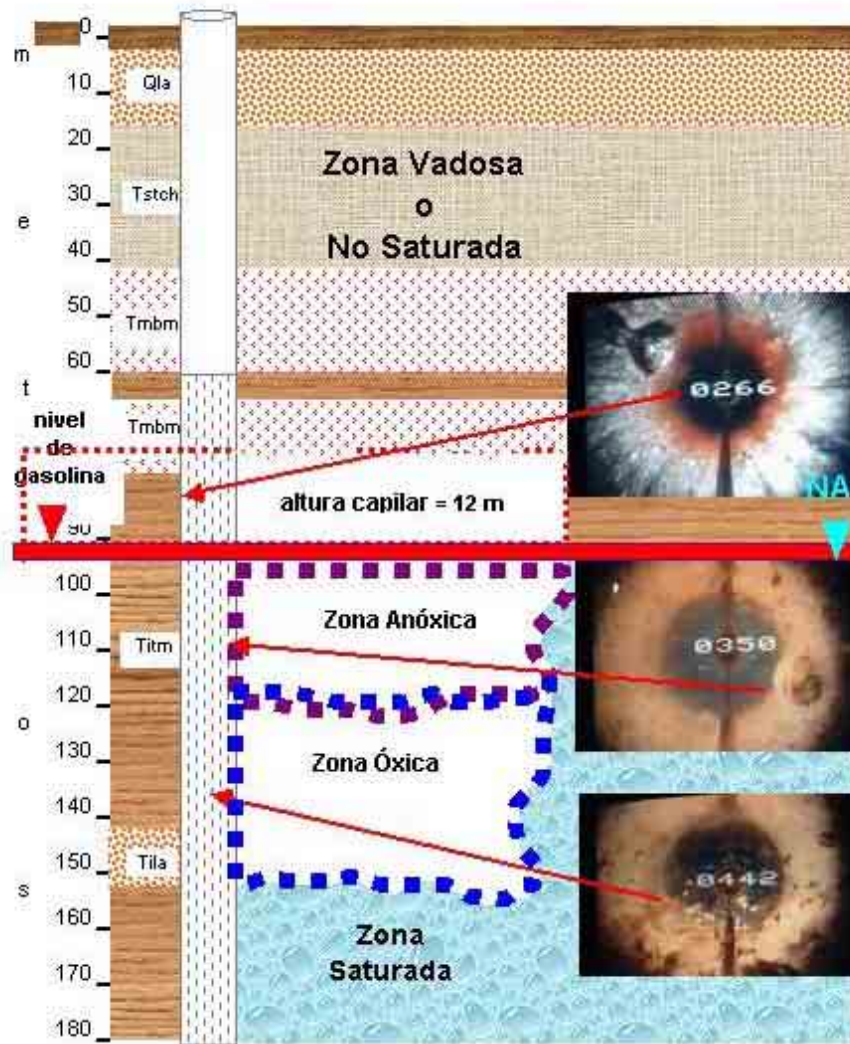 m
e
t
r
o
s
0
10
20
30
40
50
60
90
100
110
120
130
140
150
160
170
180
Qla
Tstch
Tmbm
Tmbm
Titm
Tila
Zona Vadosa
o
No Saturada
nivel
de
gasolina
altura capilar = 12 m
NA
Zona Anóxica
Zona Óxica
Zona
Saturada
0266
0350
0442